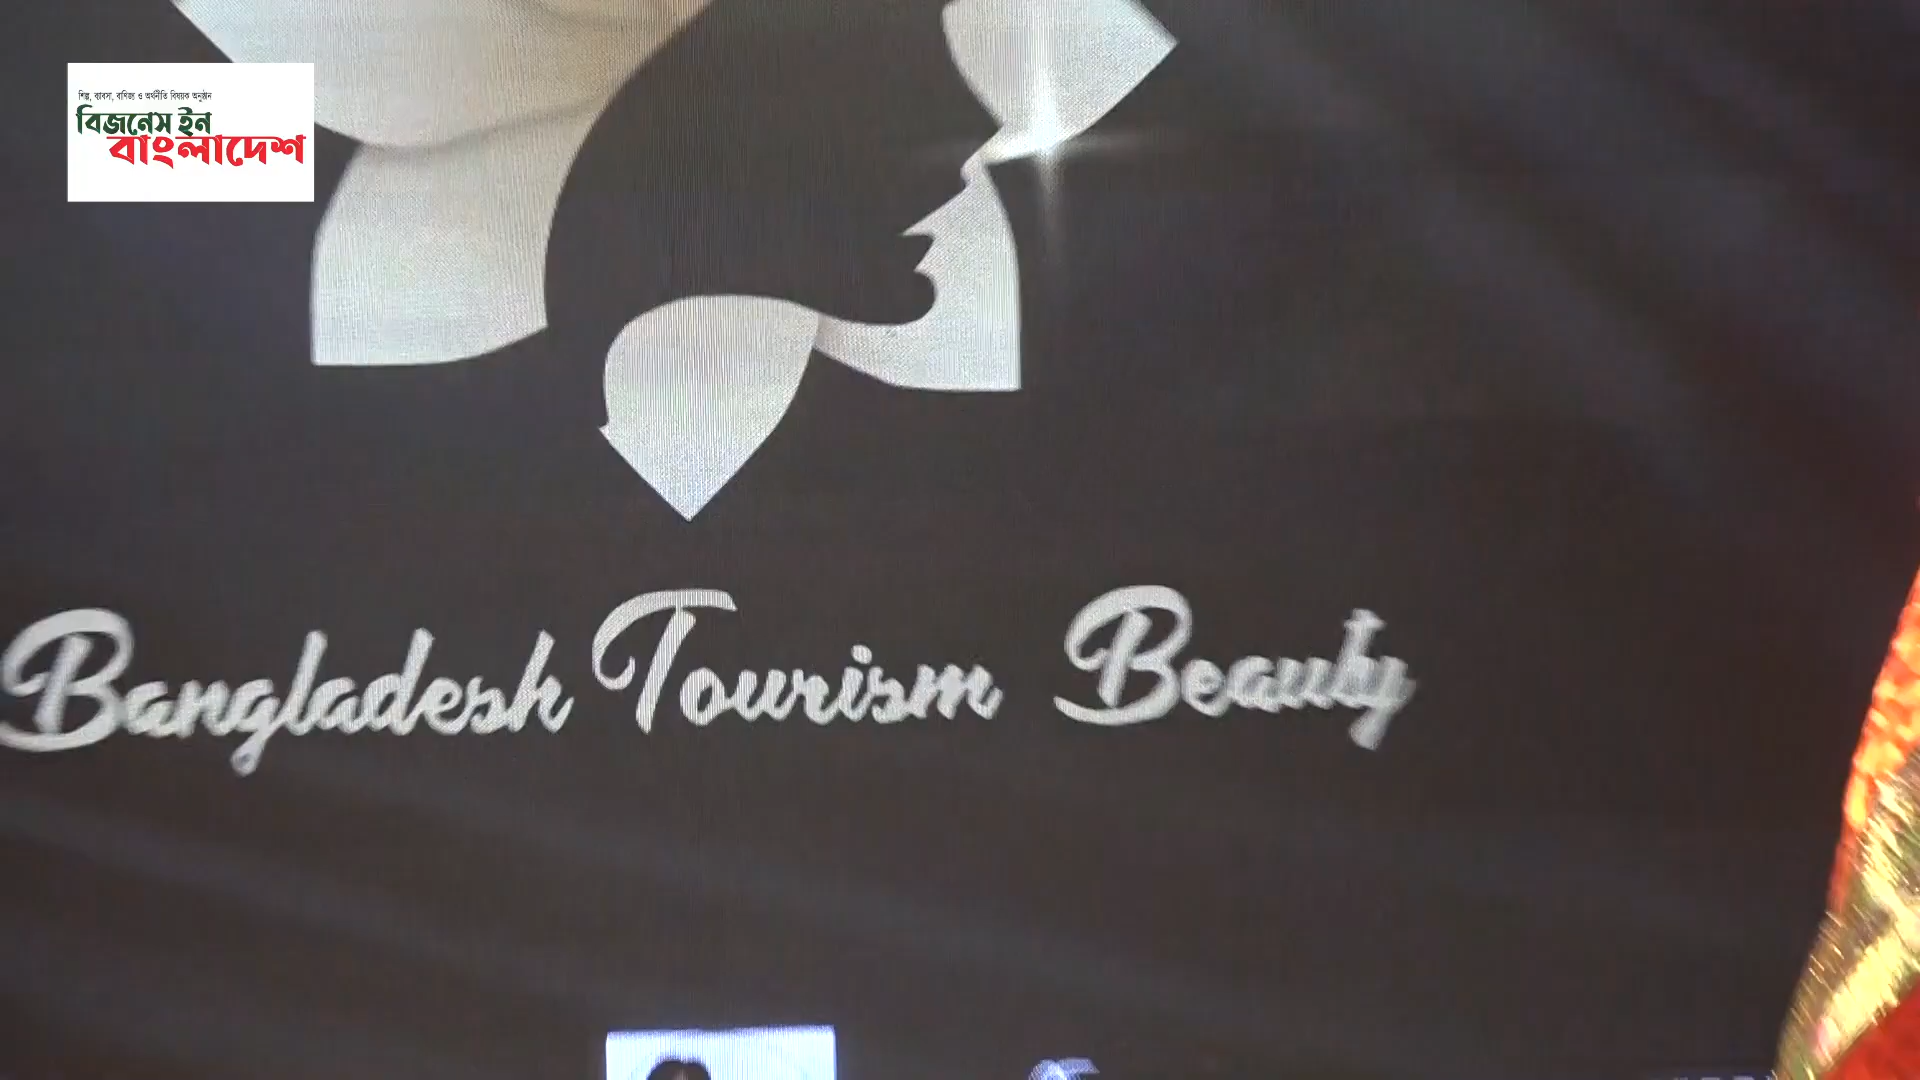 শিল্প, ব্যবসা, বাণিজ্য ও অর্থনীতি বিষয়ক অনুষ্ঠান
বিজনেস ইন
বাংলাদেশ
Bangladesh Tourism Beauty